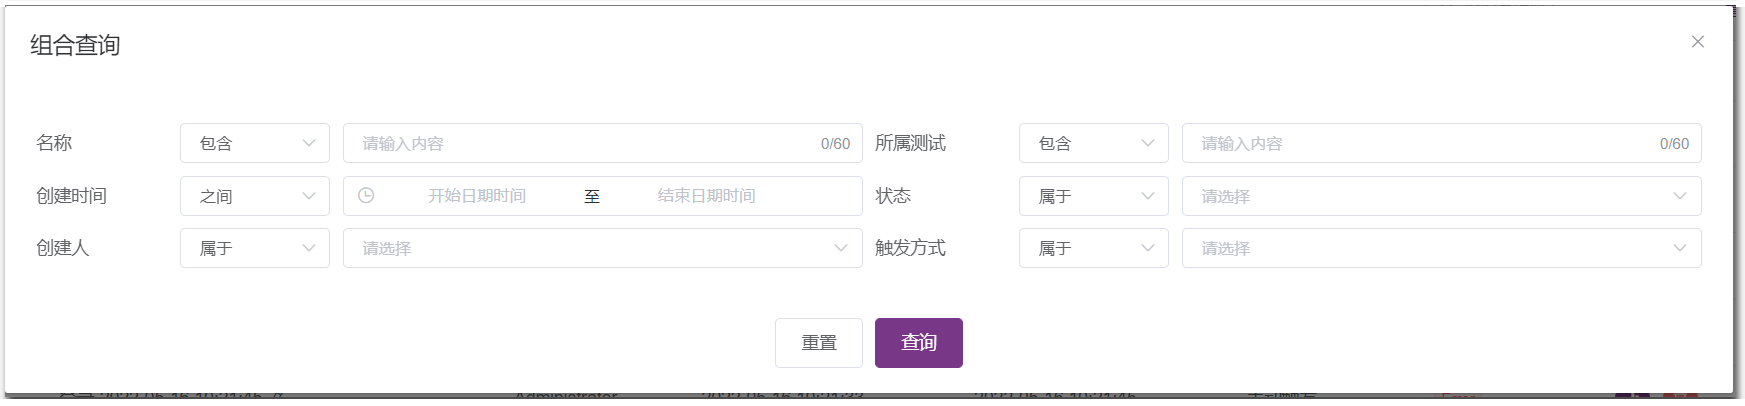 组合查询
名称 包含 请输入内容 0/60 所属测试 包含 请输入内容 0/60
创建时间 之间 开始日期时间 至 结束日期时间 状态 属于 请选择
创建人 属于 请选择 触发方式 属于 请选择
重置 查询